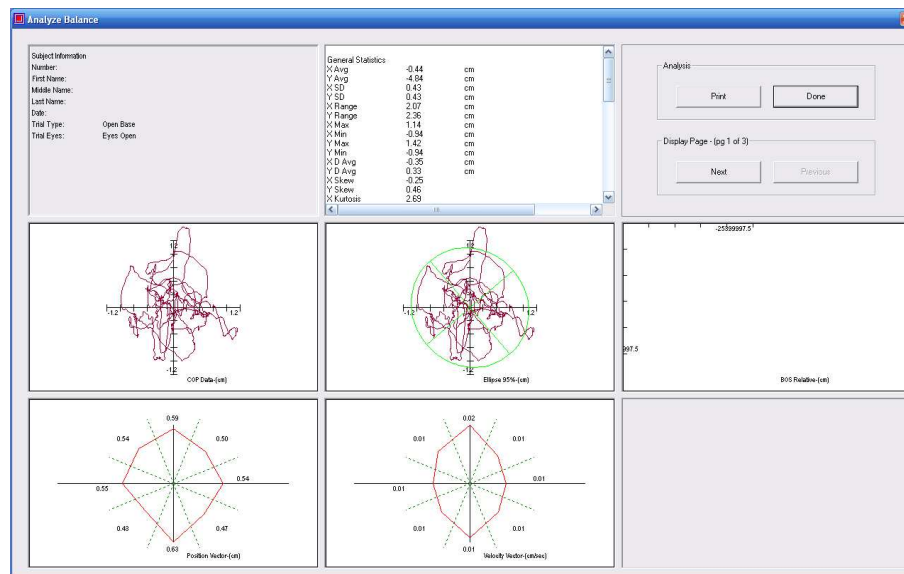 Analyze Balance
Subject Information
Number:
First Name:
Middle Name:
Last Name:
Date:
Trial Type: Open Base
Trial Eyes: Eyes Open
General Statistics
X Avg -0.44 cm
Y Avg -4.84 cm
X SD 0.43 cm
Y SD 0.43 cm
X Range 2.07 cm
Y Range 2.36 cm
X Max 1.14 cm
X Min -0.94 cm
Y Max 1.42 cm
Y Min -0.94 cm
X D Avg -0.35 cm
Y D Avg 0.33 cm
X Skew -0.25
Y Skew 0.46
X Kurtosis 2.69
Analysis
Print Done
Display Page - (pg 1 of 3)
Next Previous
1.2
-1.2 1.2
-1.2
COP Data-(cm)
1.2
-1.2 1.2
-1.2
Ellipse 95%-(cm)
-25399997.5
997.5
BOS Relative-(cm)
0.59
0.54 0.50
0.55 0.54
0.43 0.47
0.63
Position Vector-(cm)
0.02
0.01 0.01
0.01 0.01
0.01 0.01
0.01
Velocity Vector-(cm/sec)